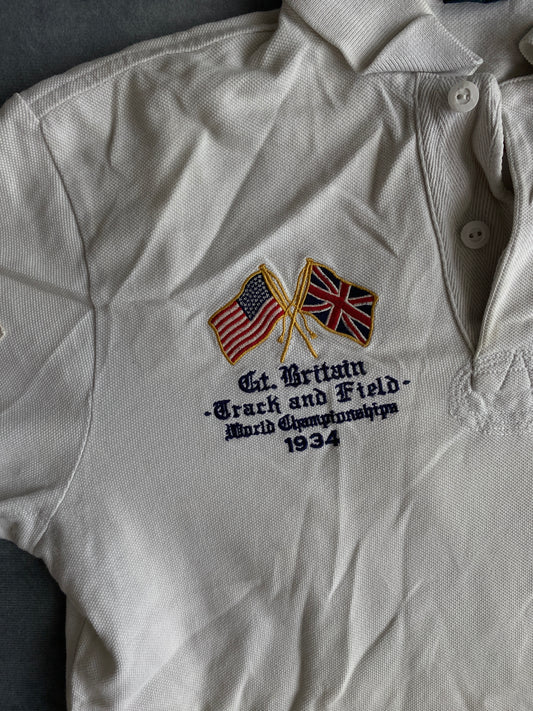 Gt. Britain
-Track and Field-
World Championships
1934